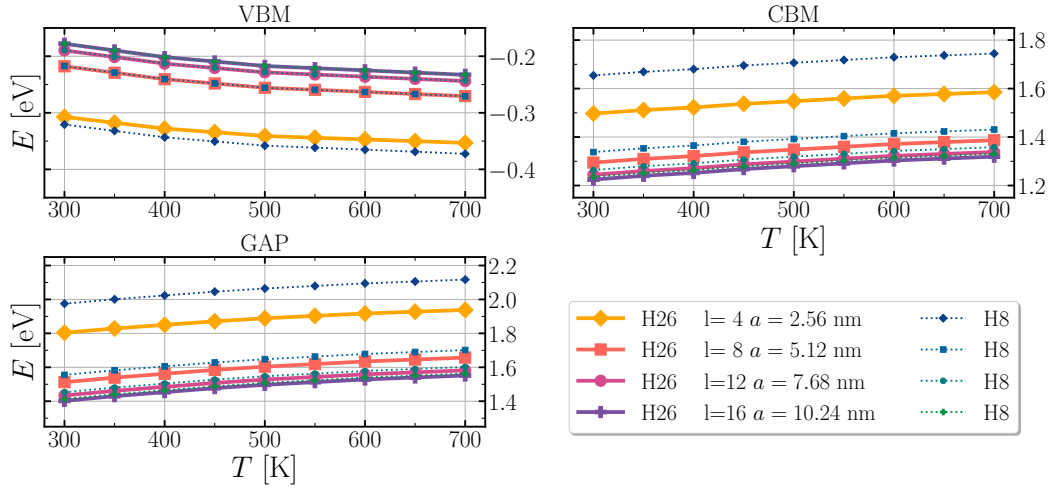 VBM
E [eV]
−0.2
−0.3
−0.4
300 400 500 600 700
CBM
1.8
1.6
1.4
1.2
300 400 500 600 700
T [K]
GAP
E [eV]
2.2
2.0
1.8
1.6
1.4
300 400 500 600 700
T [K]
H26 l= 4 a = 2.56 nm H8
H26 l= 8 a = 5.12 nm H8
H26 l=12 a = 7.68 nm H8
H26 l=16 a = 10.24 nm H8